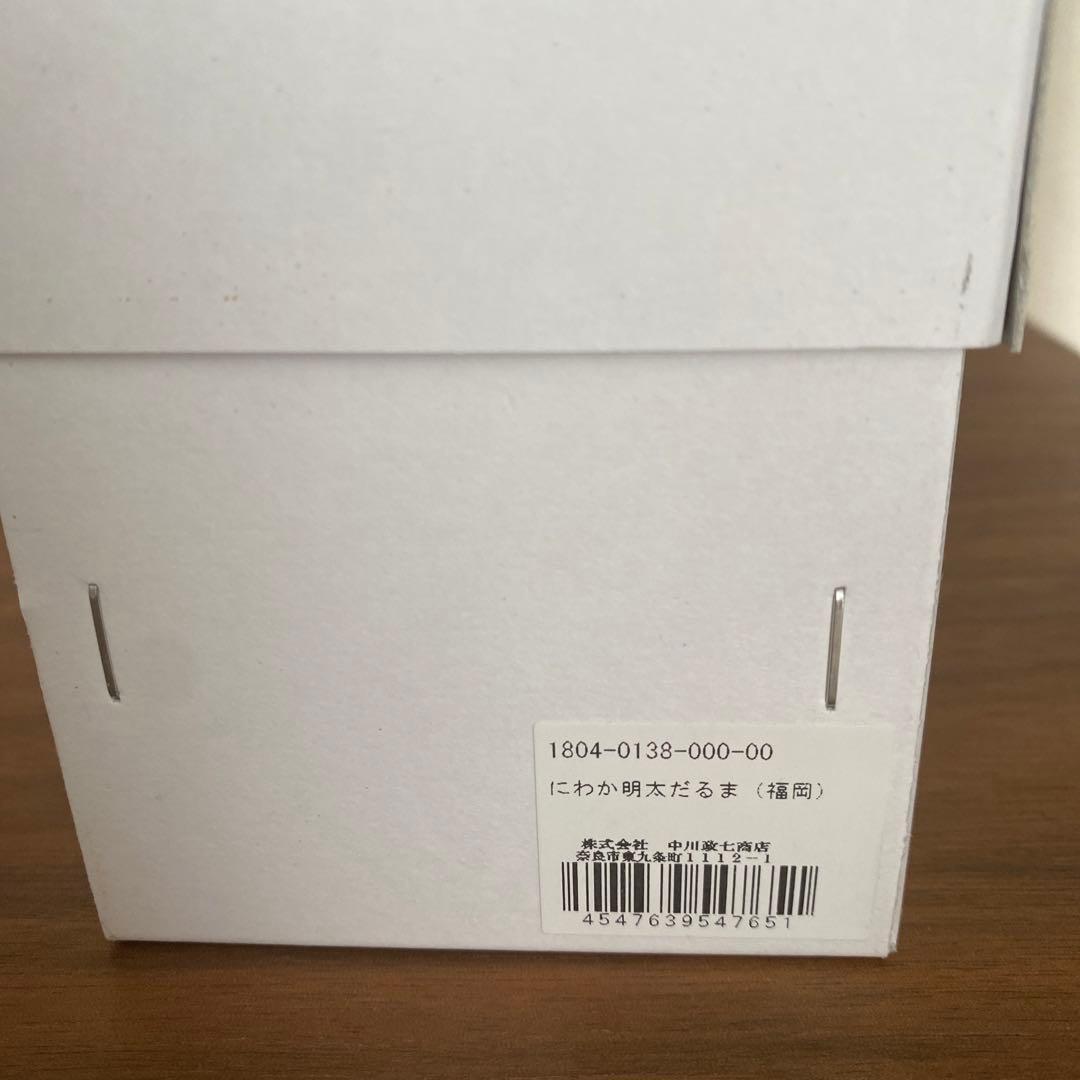 1804-0138-000-00
にわか明太だるま（福岡）
株式会社　中川政七商店
奈良市東九条町１１１２－１
4547639547651